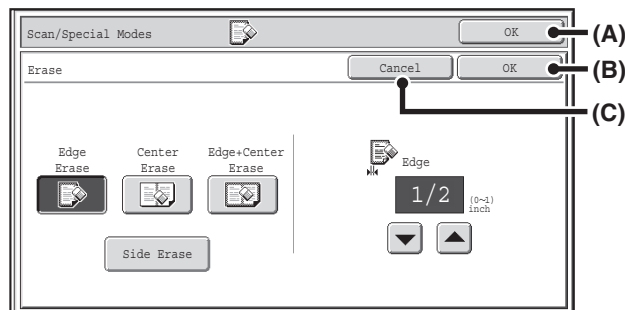 Scan/Special Modes
OK
(A)
Erase
Cancel
OK
(B)
(C)
Edge
Erase
Center
Erase
Edge+Center
Erase
Edge
1/2
(0~1)
inch
Side Erase